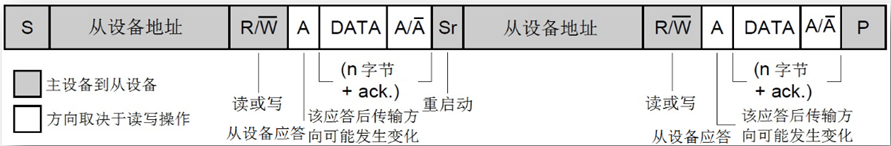 S 从设备地址 R/W̅ A DATA A/A̅ Sr 从设备地址 R/W̅ A DATA A/A̅ P
主设备到从设备
方向取决于读写操作
读或写
从设备应答
(n 字节
+ ack.)
该应答后传输方
向可能发生变化
重启动
读或写
从设备应答
(n 字节
+ ack.)
该应答后传输方
向可能发生变化